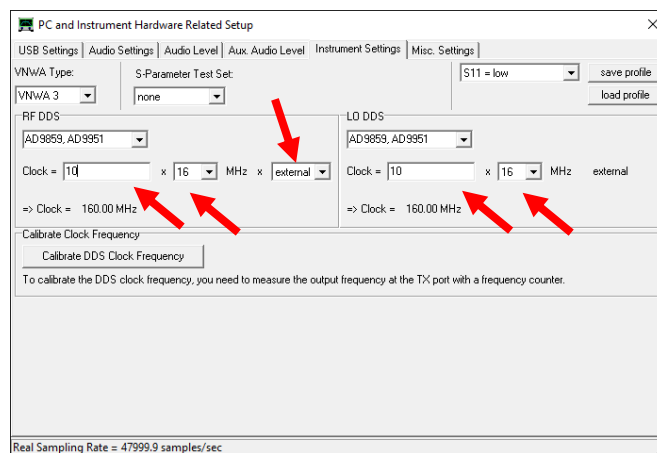 PC and Instrument Hardware Related Setup
USB Settings Audio Settings Audio Level Aux. Audio Level Instrument Settings Misc. Settings
VNWA Type: S-Parameter Test Set: S11 = low save profile
VNWA 3 none load profile
RF DDS LO DDS
AD9859, AD9951 AD9859, AD9951
Clock = 10 x 16 MHz x external Clock = 10 x 16 MHz external
=> Clock = 160.00 MHz => Clock = 160.00 MHz
Calibrate Clock Frequency
Calibrate DDS Clock Frequency
To calibrate the DDS clock frequency, you need to measure the output frequency at the TX port with a frequency counter.
Real Sampling Rate = 47999.9 samples/sec